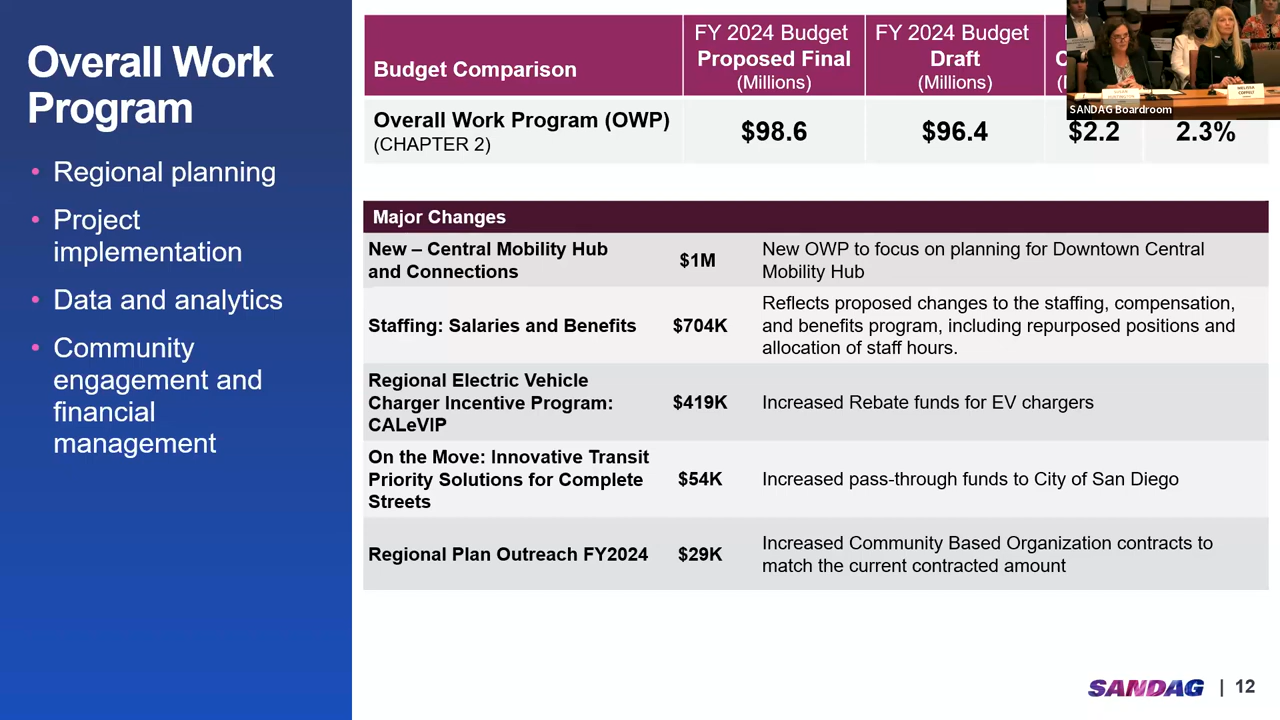 Overall Work
Program
• Regional planning
• Project
implementation
• Data and analytics
• Community
engagement and
financial
management
Budget Comparison
FY 2024 Budget
Proposed Final
(Millions)
FY 2024 Budget
Draft
(Millions)
Overall Work Program (OWP)
(CHAPTER 2)
$98.6
$96.4
$2.2
2.3%
SANDAG Boardroom
Major Changes
New – Central Mobility Hub
and Connections
$1M
New OWP to focus on planning for Downtown Central
Mobility Hub
Staffing: Salaries and Benefits
$704K
Reflects proposed changes to the staffing, compensation,
and benefits program, including repurposed positions and
allocation of staff hours.
Regional Electric Vehicle
Charger Incentive Program:
CALeVIP
$419K
Increased Rebate funds for EV chargers
On the Move: Innovative Transit
Priority Solutions for Complete
Streets
$54K
Increased pass-through funds to City of San Diego
Regional Plan Outreach FY2024
$29K
Increased Community Based Organization contracts to
match the current contracted amount
SANDAG | 12